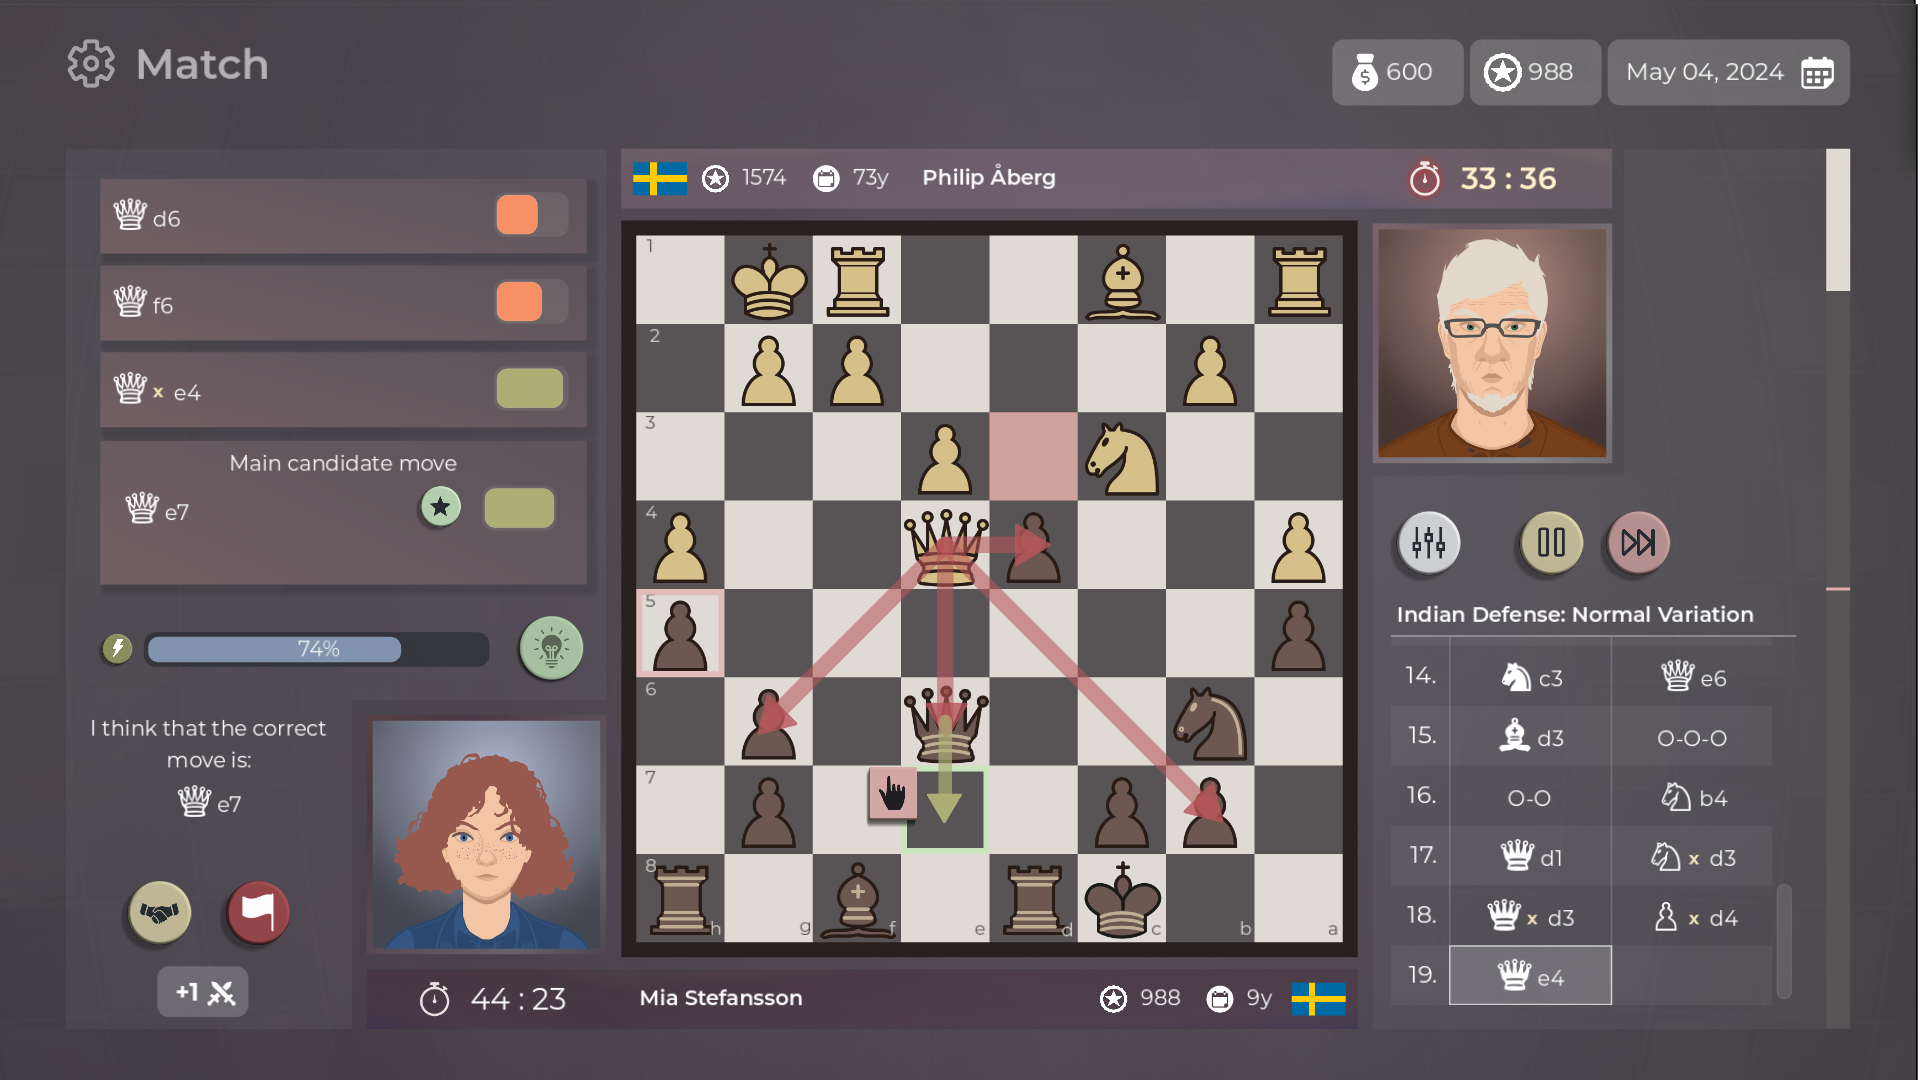 Match
600
988
May 04, 2024
d6
f6
x e4
Main candidate move
e7
74%
I think that the correct
move is:
e7
+1
1574
73y
Philip Åberg
33 : 36
1
2
3
4
5
6
7
8
h
g
f
e
d
c
b
a
44 : 23
Mia Stefansson
988
9y
Indian Defense: Normal Variation
14. c3 e6
15. d3 O-O-O
16. O-O b4
17. d1 x d3
18. x d3 x d4
19. e4